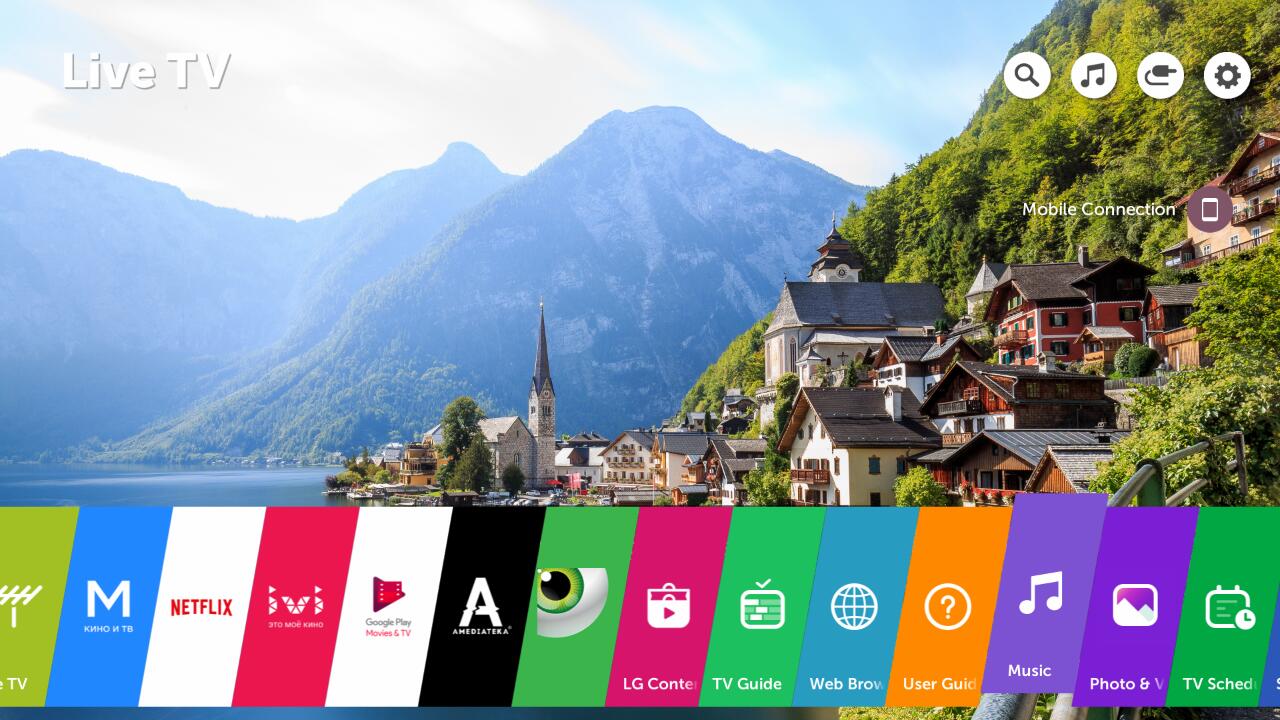 Live TV
Mobile Connection
M
КИНО И ТВ
NETFLIX
ivi
ЭТО МОЁ КИНО
Google Play
Movies & TV
A
AMEDIATEKA
e TV
LG Conte
TV Guide
Web Brow
User Guid
Music
Photo & V
TV Sched